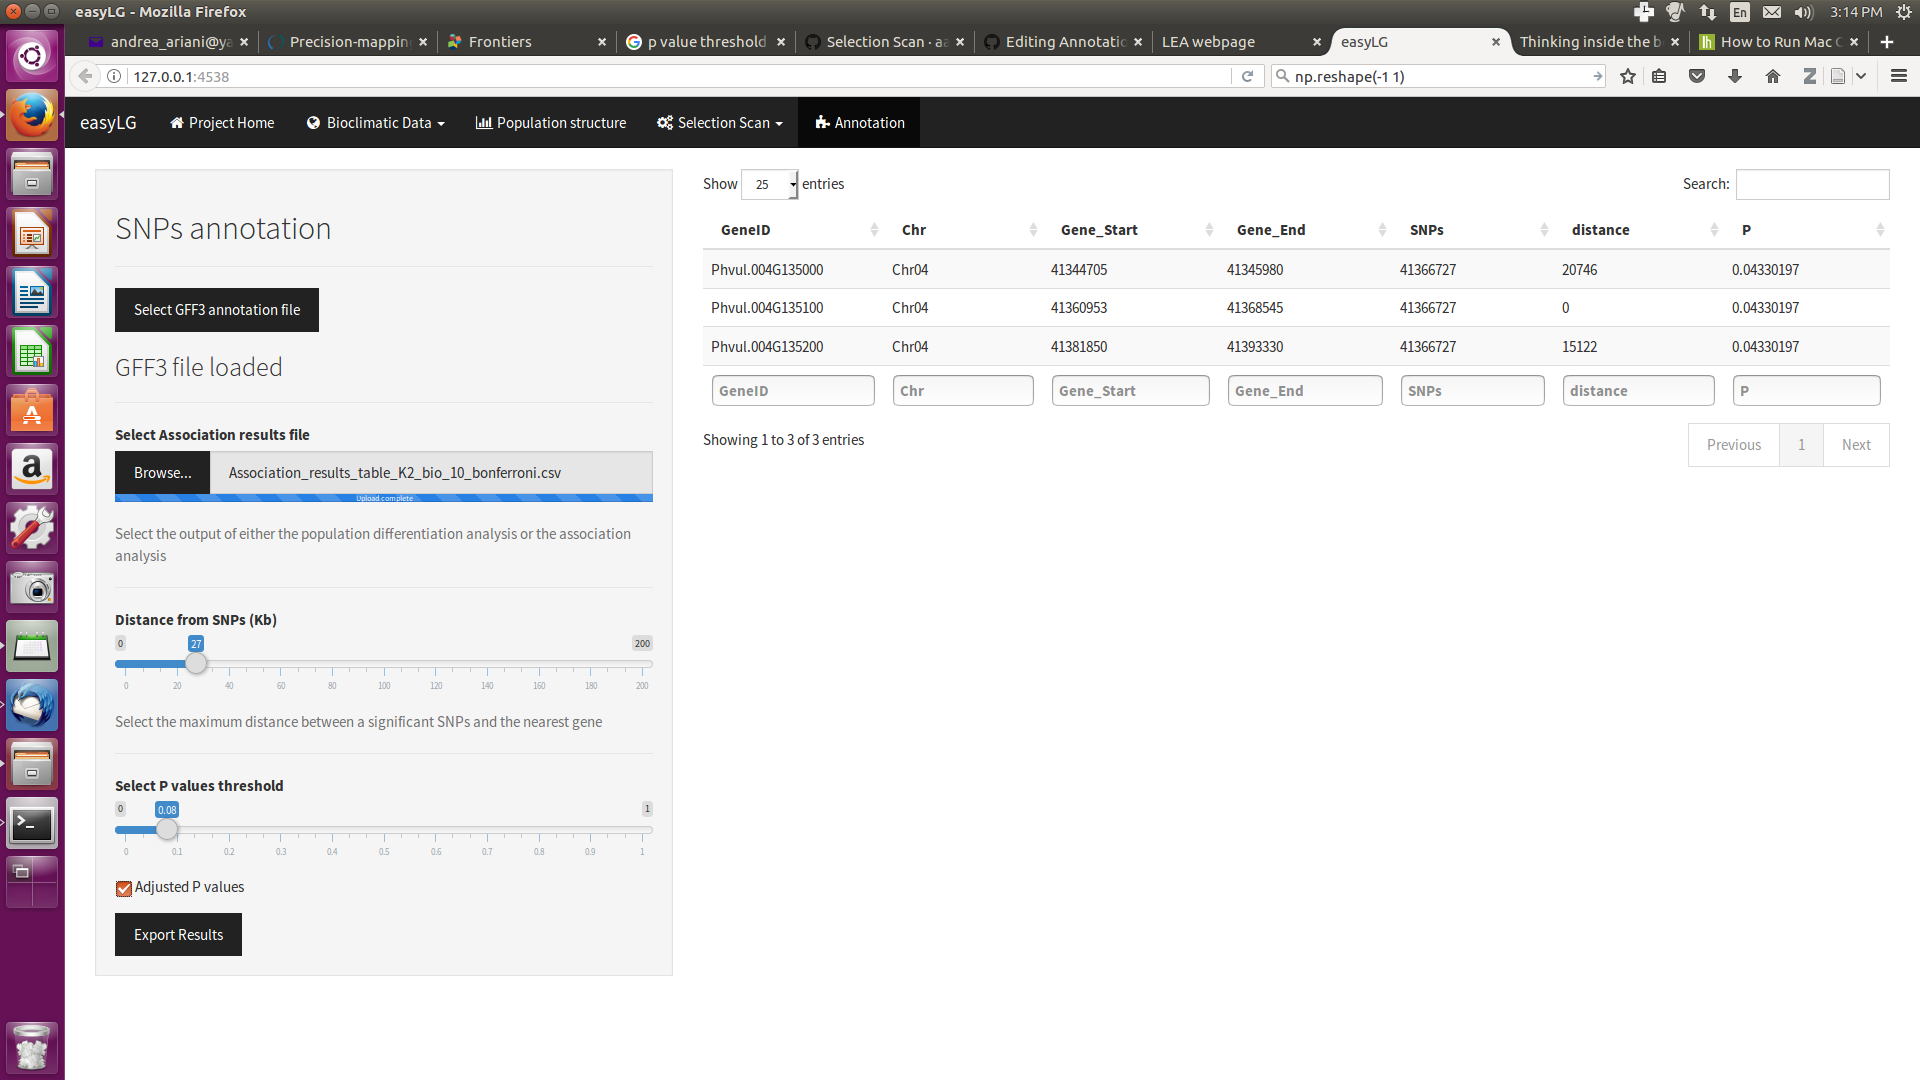 easyLG - Mozilla Firefox
En 3:14 PM
andrea_ariani@ya
Precision-mapping
Frontiers
p value threshold
Selection Scan · aa
Editing Annotatio
LEA webpage
easyLG
Thinking inside the b
How to Run Mac O
127.0.0.1:4538
np.reshape(-1 1)
easyLG
Project Home
Bioclimatic Data
Population structure
Selection Scan
Annotation
SNPs annotation
Select GFF3 annotation file
GFF3 file loaded
Select Association results file
Browse... Association_results_table_K2_bio_10_bonferroni.csv
Upload complete
Select the output of either the population differentiation analysis or the association
analysis
Distance from SNPs (Kb)
0 27 200
0 20 40 60 80 100 120 140 160 180 200
Select the maximum distance between a significant SNPs and the nearest gene
Select P values threshold
0 0.08 1
0 0.1 0.2 0.3 0.4 0.5 0.6 0.7 0.8 0.9 1
Adjusted P values
Export Results
Show 25 entries
Search:
GeneID Chr Gene_Start Gene_End SNPs distance P
Phvul.004G135000 Chr04 41344705 41345980 41366727 20746 0.04330197
Phvul.004G135100 Chr04 41360953 41368545 41366727 0 0.04330197
Phvul.004G135200 Chr04 41381850 41393330 41366727 15122 0.04330197
GeneID Chr Gene_Start Gene_End SNPs distance P
Showing 1 to 3 of 3 entries
Previous 1 Next